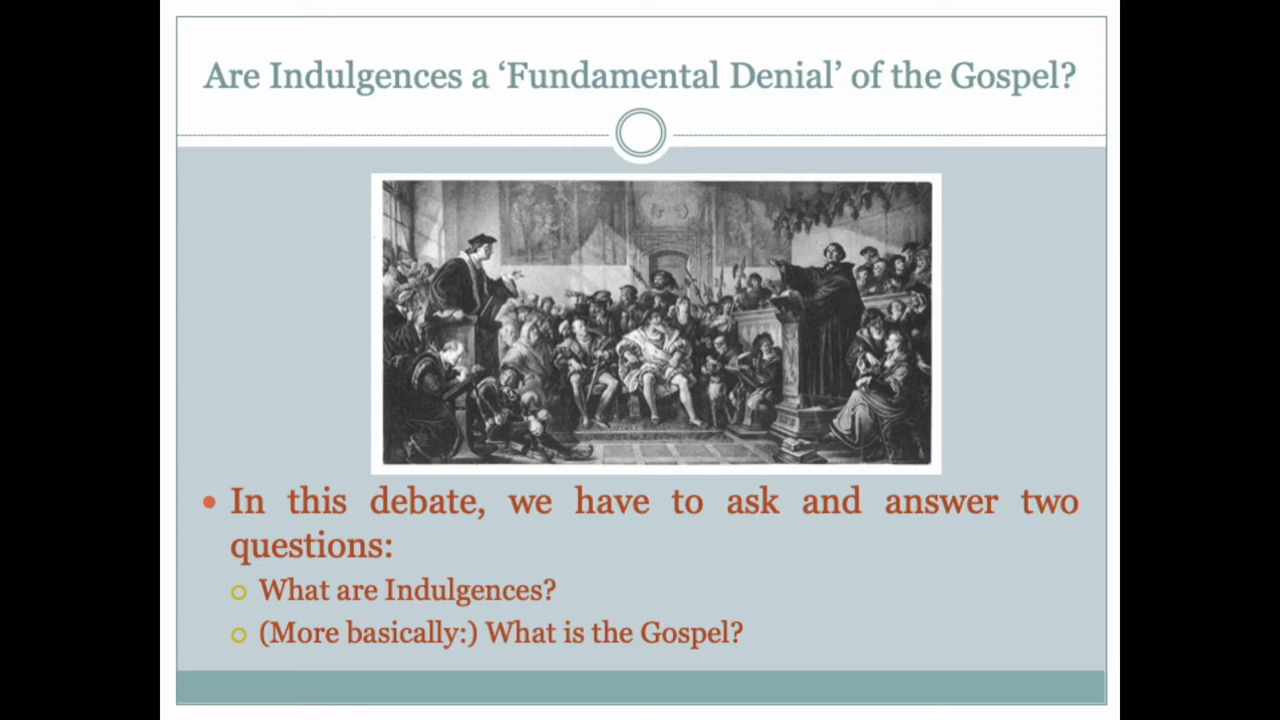 Are Indulgences a ‘Fundamental Denial’ of the Gospel?
In this debate, we have to ask and answer two
questions:
What are Indulgences?
(More basically:) What is the Gospel?